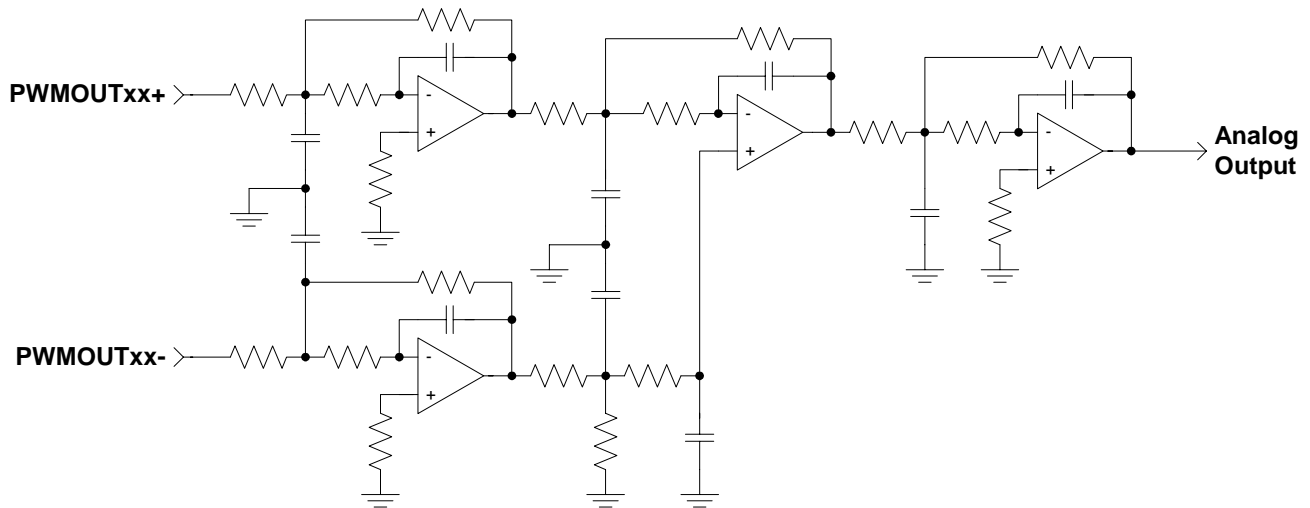 PWMOUTxx+
Analog
Output
PWMOUTxx-
-
+
-
+
-
+
-
+